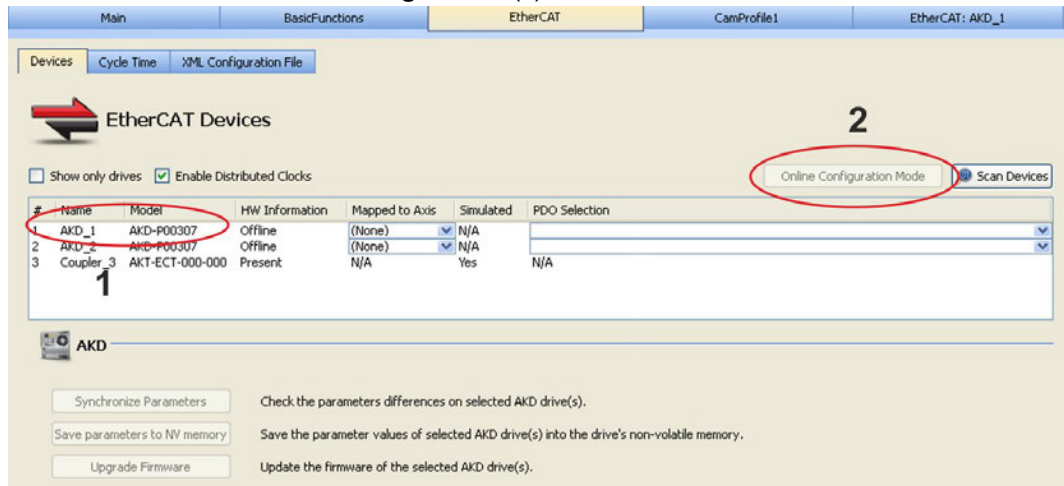 Main BasicFunctions EtherCAT CamProfile1 EtherCAT: AKD_1
Devices Cycle Time XML Configuration File
EtherCAT Devices
2
Show only drives Enable Distributed Clocks Online Configuration Mode Scan Devices
# Name Model HW Information Mapped to Axis Simulated PDO Selection
1 AKD_1 AKD-P00307 Offline (None) N/A
2 AKD_2 AKD-P00307 Offline (None) N/A
3 Coupler_3 AKT-ECT-000-000 Present N/A Yes N/A
1
AKD
Synchronize Parameters Check the parameters differences on selected AKD drive(s).
Save parameters to NV memory Save the parameter values of selected AKD drive(s) into the drive's non-volatile memory.
Upgrade Firmware Update the firmware of the selected AKD drive(s).